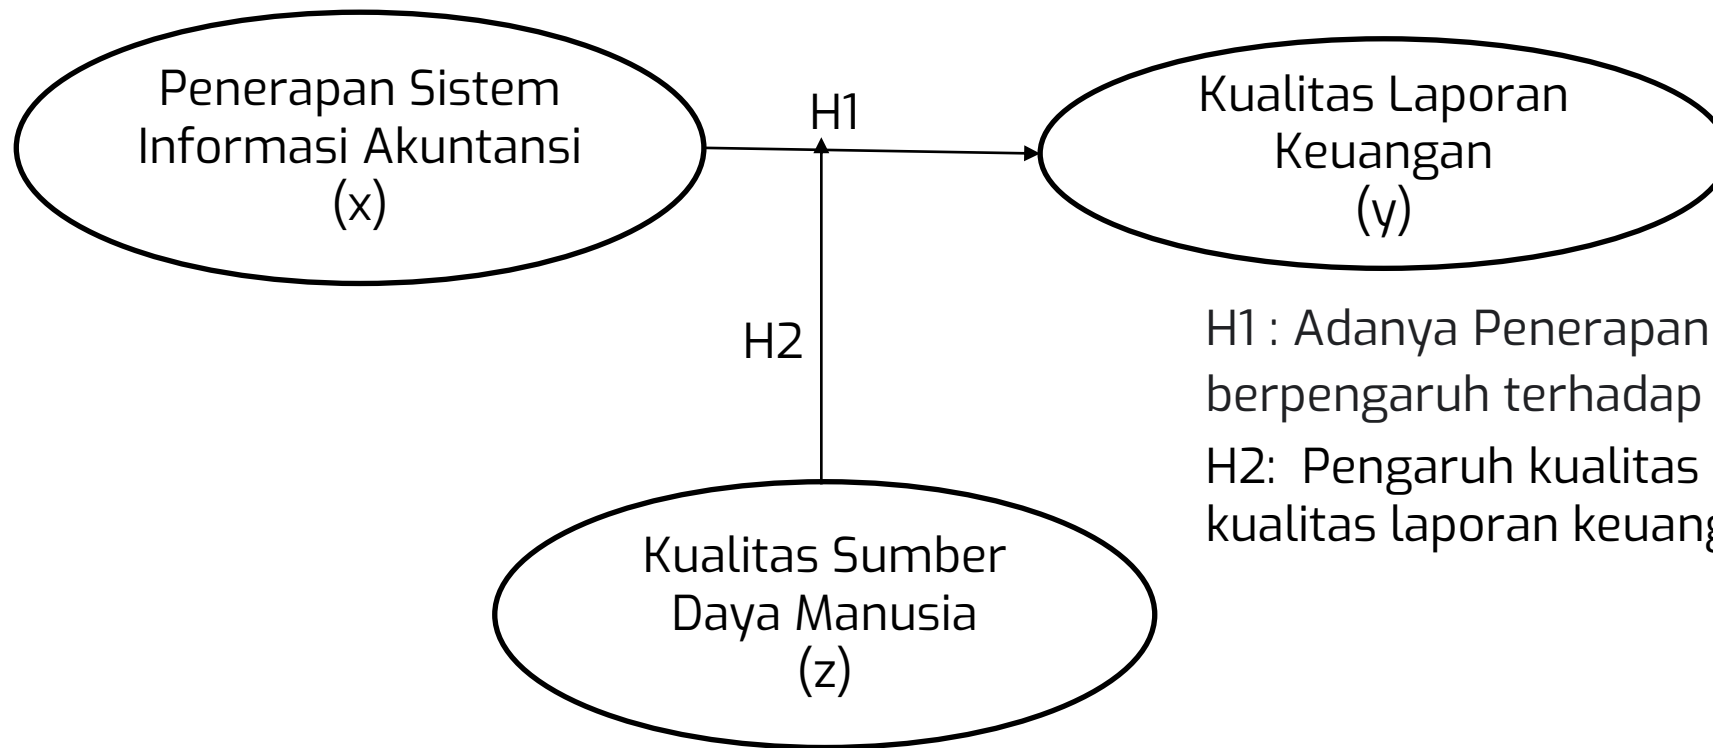 Penerapan Sistem
Informasi Akuntansi
(x)
H1
Kualitas Laporan
Keuangan
(y)
H2
H1 : Adanya Penerapan
berpengaruh terhadap
H2: Pengaruh kualitas
kualitas laporan
Kualitas Sumber
Daya Manusia
(z)